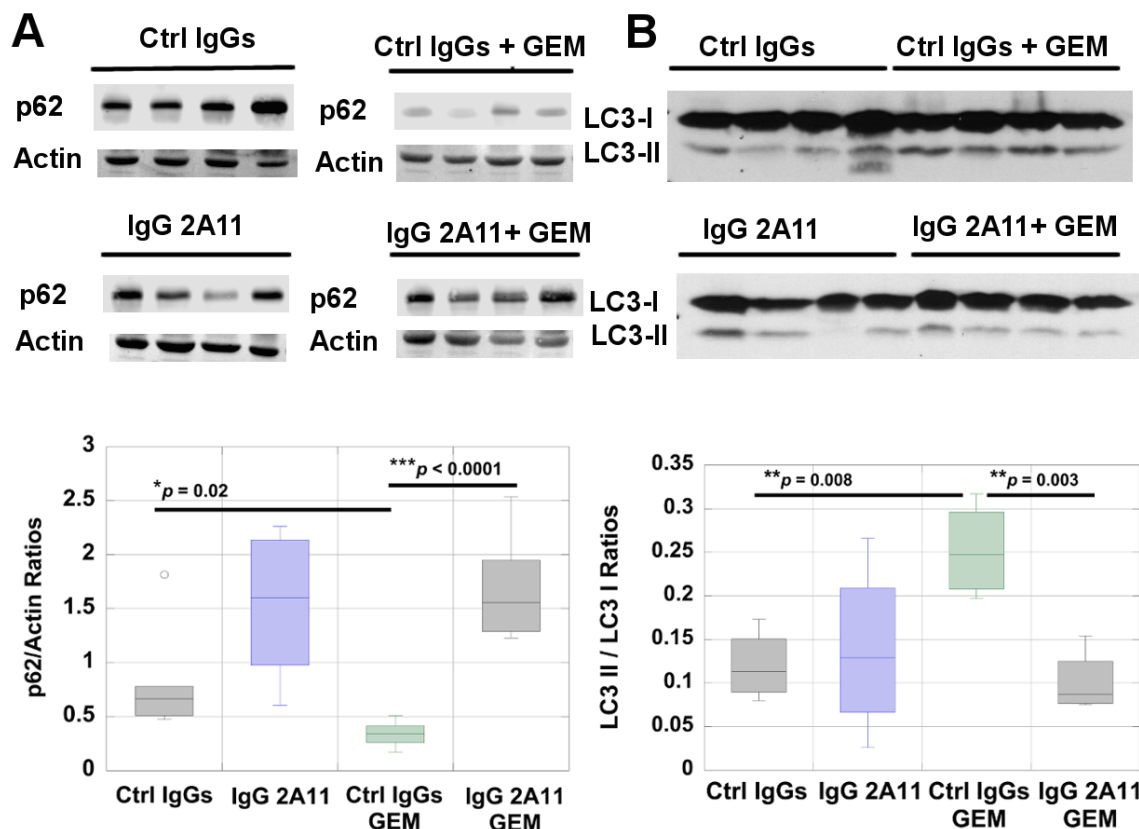 A
Ctrl IgGs
Ctrl IgGs + GEM
p62
p62
Actin
Actin
IgG 2A11
IgG 2A11+ GEM
p62
p62
Actin
Actin
B
Ctrl IgGs
Ctrl IgGs + GEM
LC3-I
LC3-II
IgG 2A11
IgG 2A11+ GEM
LC3-I
LC3-II
p62/Actin Ratios
3
2.5
2
1.5
1
0.5
0
*p = 0.02
***p < 0.0001
Ctrl IgGs
IgG 2A11
Ctrl IgGs
GEM
IgG 2A11
GEM
LC3 II / LC3 I Ratios
0.35
0.3
0.25
0.2
0.15
0.1
0.05
0
**p = 0.008
**p = 0.003
Ctrl IgGs
IgG 2A11
Ctrl IgGs
GEM
IgG 2A11
GEM